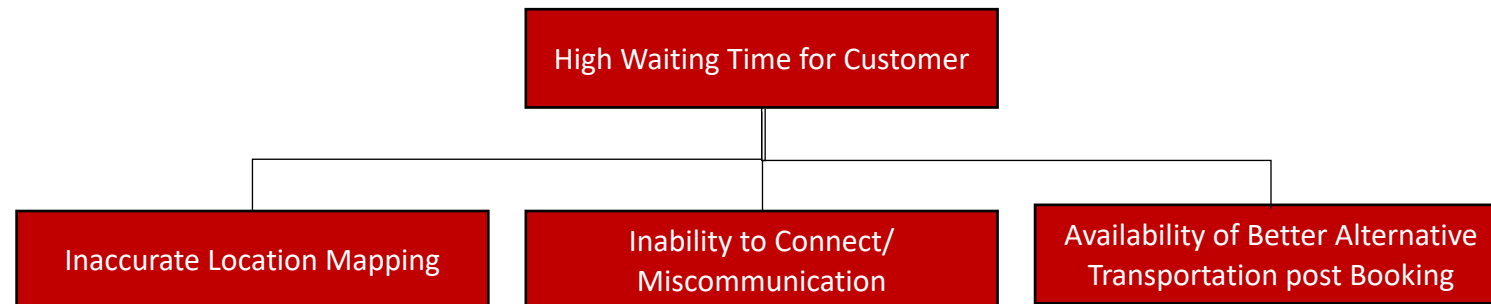 High Waiting Time for Customer
Inaccurate Location Mapping
Inability to Connect/
Miscommunication
Availability of Better Alternative
Transportation post Booking